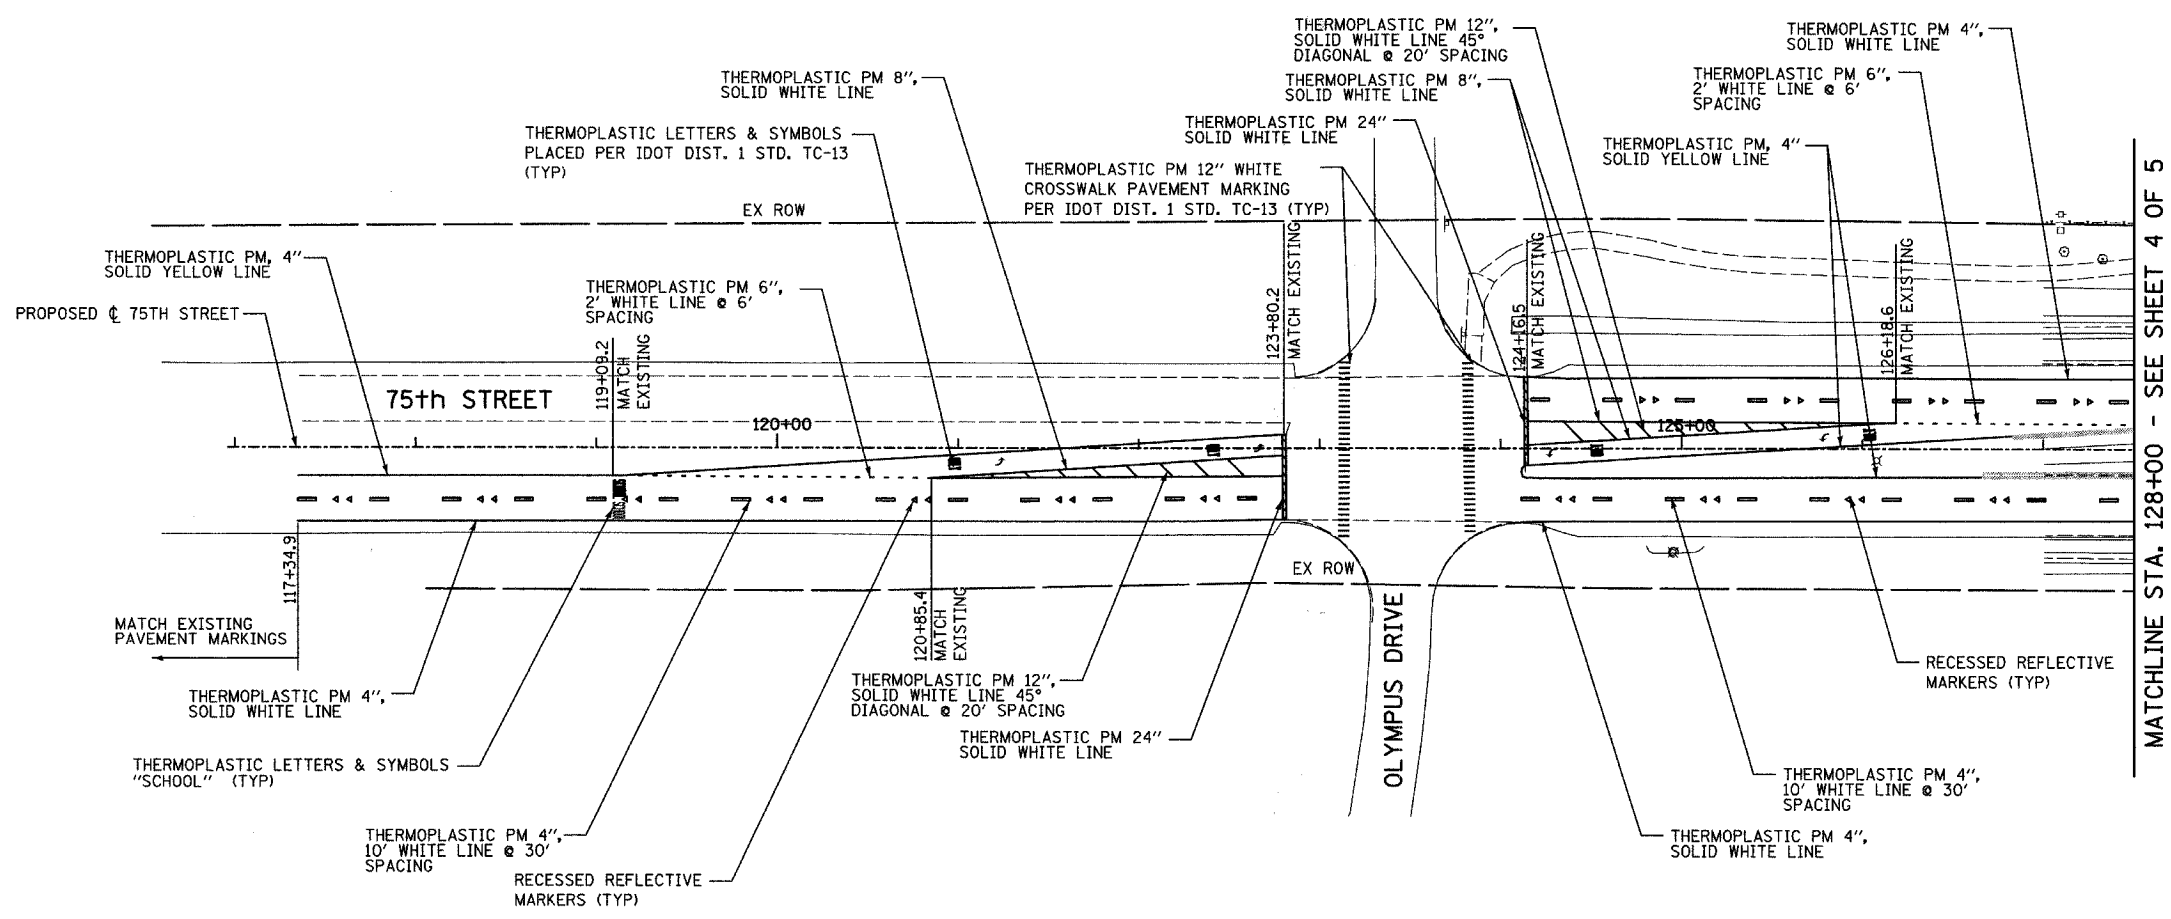 THERMOPLASTIC PM 12",
SOLID WHITE LINE 45°
DIAGONAL @ 20' SPACING
THERMOPLASTIC PM 8",
SOLID WHITE LINE
THERMOPLASTIC PM 4",
SOLID WHITE LINE
THERMOPLASTIC PM 6",
2' WHITE LINE @ 6'
SPACING
THERMOPLASTIC PM 8",
SOLID WHITE LINE
THERMOPLASTIC LETTERS & SYMBOLS
PLACED PER IDOT DIST. 1 STD. TC-13
(TYP)
THERMOPLASTIC PM 24"
SOLID WHITE LINE
THERMOPLASTIC PM, 4"
SOLID YELLOW LINE
THERMOPLASTIC PM 12" WHITE
CROSSWALK PAVEMENT MARKING
PER IDOT DIST. 1 STD. TC-13 (TYP)
EX ROW
THERMOPLASTIC PM, 4"
SOLID YELLOW LINE
THERMOPLASTIC PM 6",
2' WHITE LINE @ 6'
SPACING
PROPOSED ℄ 75TH STREET
119+09.2
MATCH
EXISTING
123+80.2
MATCH EXISTING
124+16.5
MATCH EXISTING
126+18.6
MATCH EXISTING
MATCHLINE STA. 128+00 - SEE SHEET 4 OF 5
75th STREET
120+00
125+00
117+34.9
EX ROW
120+85.4
MATCH
EXISTING
OLYMPUS DRIVE
MATCH EXISTING
PAVEMENT MARKINGS
THERMOPLASTIC PM 4",
SOLID WHITE LINE
THERMOPLASTIC PM 12",
SOLID WHITE LINE 45°
DIAGONAL @ 20' SPACING
RECESSED REFLECTIVE
MARKERS (TYP)
THERMOPLASTIC PM 24"
SOLID WHITE LINE
THERMOPLASTIC LETTERS & SYMBOLS
"SCHOOL" (TYP)
THERMOPLASTIC PM 4",
10' WHITE LINE @ 30'
SPACING
THERMOPLASTIC PM 4",
10' WHITE LINE @ 30'
SPACING
THERMOPLASTIC PM 4",
SOLID WHITE LINE
RECESSED REFLECTIVE
MARKERS (TYP)